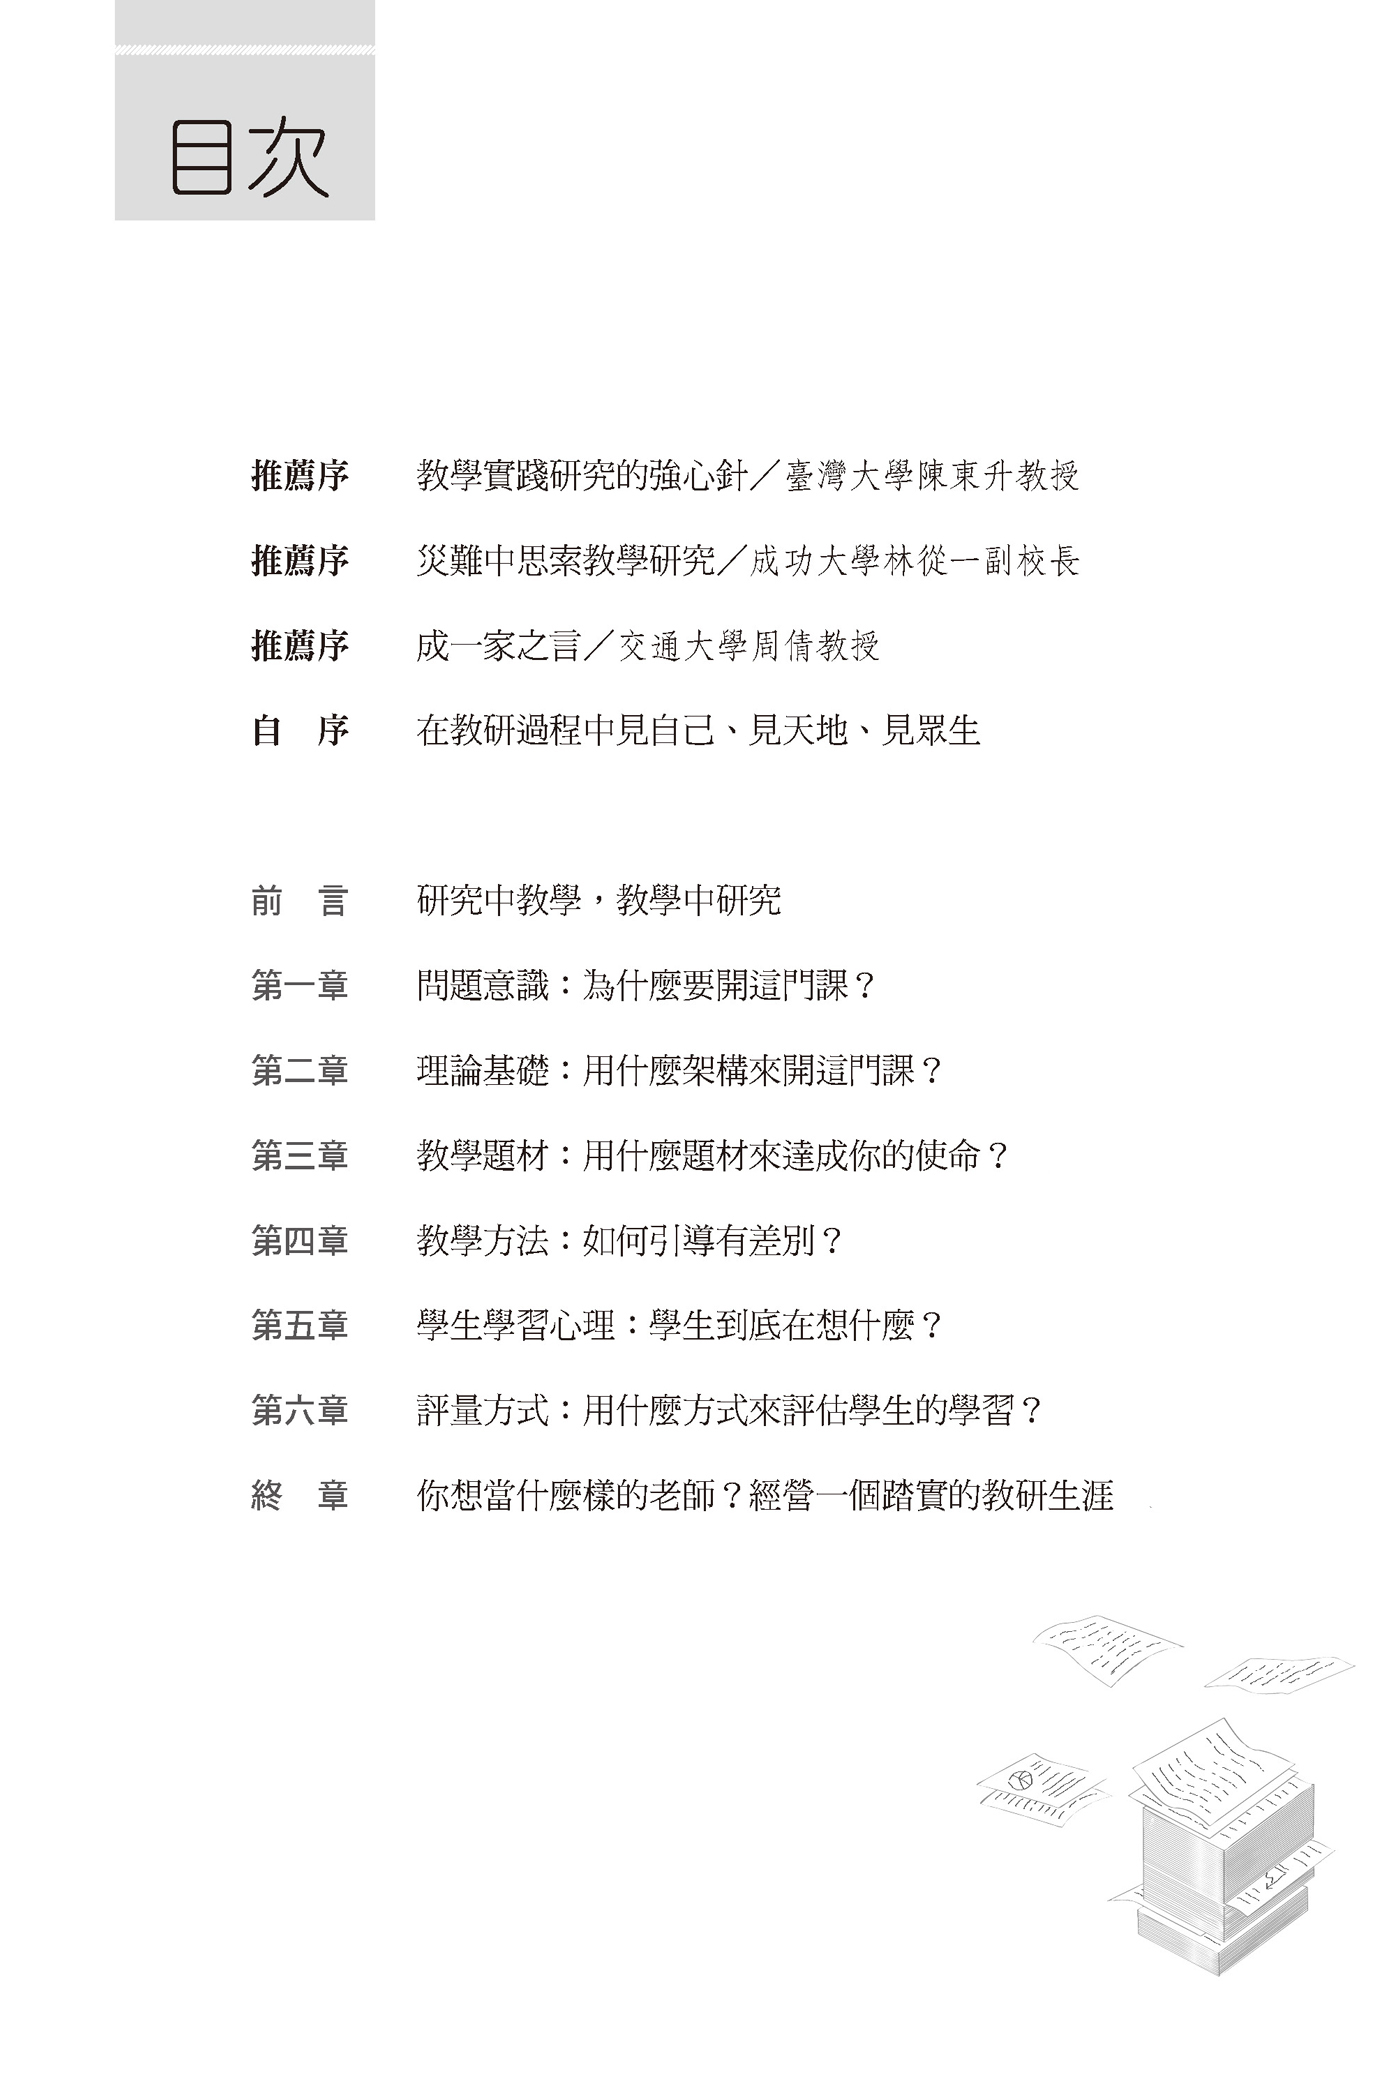 目次
推薦序　教學實踐研究的強心針／臺灣大學陳東升教授
推薦序　災難中思索教學研究／成功大學林從一副校長
推薦序　成一家之言／交通大學周倩教授
自　序　在教研過程中見自己、見天地、見眾生
前　言　研究中教學，教學中研究
第一章　問題意識：為什麼要開這門課？
第二章　理論基礎：用什麼架構來開這門課？
第三章　教學題材：用什麼題材來達成你的使命？
第四章　教學方法：如何引導有差別？
第五章　學生學習心理：學生到底在想什麼？
第六章　評量方式：用什麼方式來評估學生的學習？
終　章　你想當什麼樣的老師？經營一個踏實的教研生涯